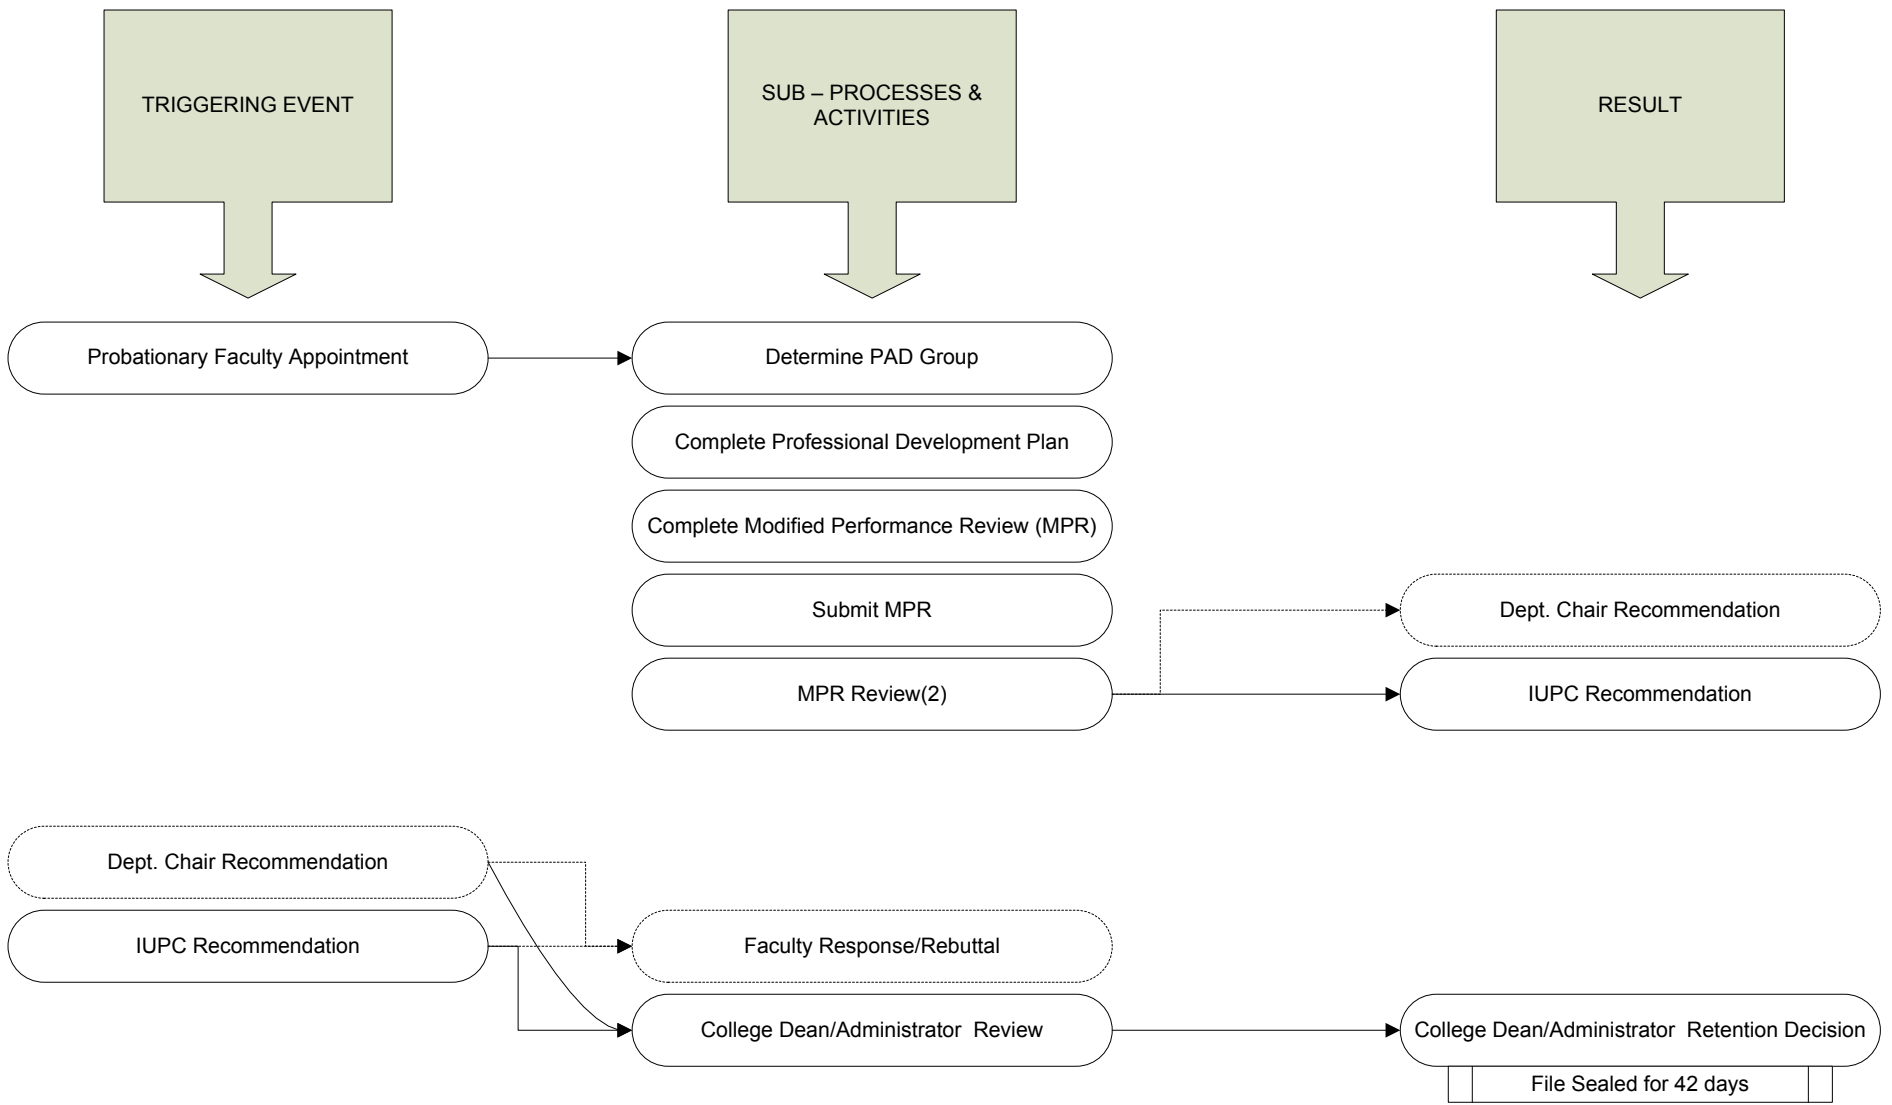 TRIGGERING EVENT
SUB – PROCESSES &
ACTIVITIES
RESULT
Probationary Faculty Appointment
Determine PAD Group
Complete Professional Development Plan
Complete Modified Performance Review (MPR)
Submit MPR
Dept. Chair Recommendation
MPR Review(2)
IUPC Recommendation
Dept. Chair Recommendation
IUPC Recommendation
Faculty Response/Rebuttal
College Dean/Administrator  Review
College Dean/Administrator  Retention Decision
File Sealed for 42 days